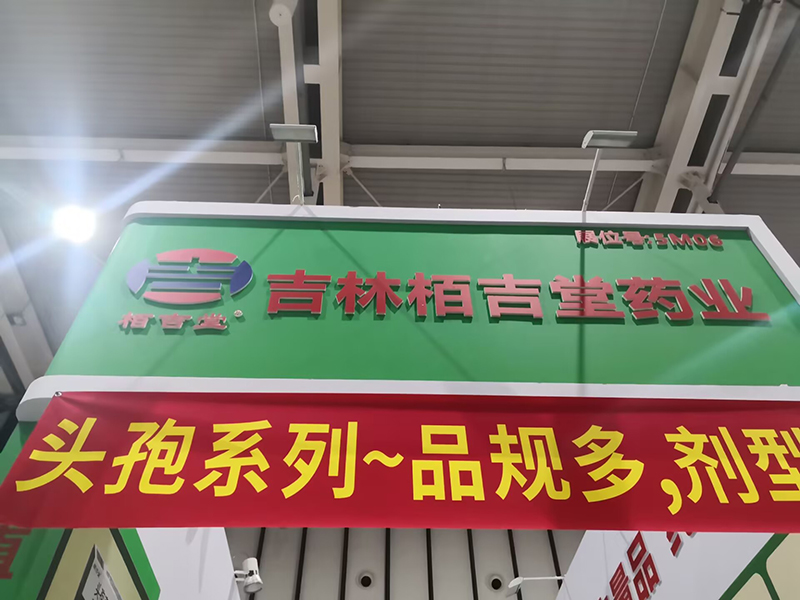 展位号:5M06
吉林栢吉堂药业
栢吉堂
头孢系列~品规多,剂型
品